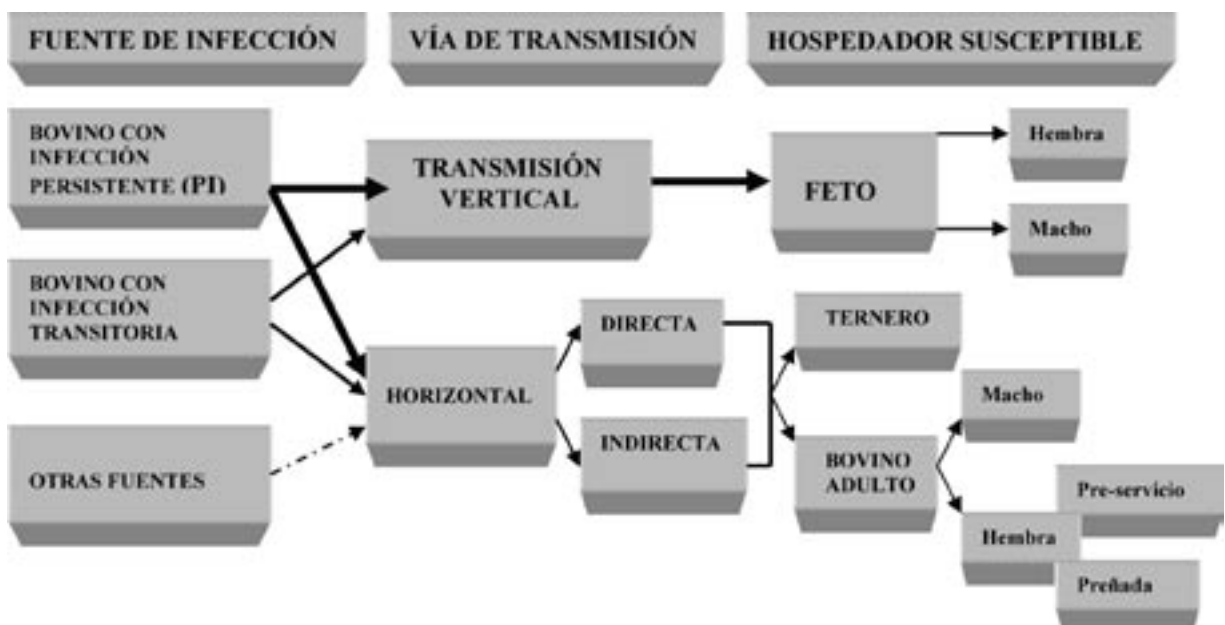 FUENTE DE INFECCIÓN
VÍA DE TRANSMISIÓN
HOSPEDADOR SUSCEPTIBLE
BOVINO CON
INFECCIÓN
PERSISTENTE (PI)
TRANSMISIÓN
VERTICAL
FETO
Hembra
Macho
BOVINO CON
INFECCIÓN
TRANSITORIA
HORIZONTAL
DIRECTA
INDIRECTA
TERNERO
BOVINO
ADULTO
Macho
Hembra
Pre-servicio
Preñada
OTRAS FUENTES